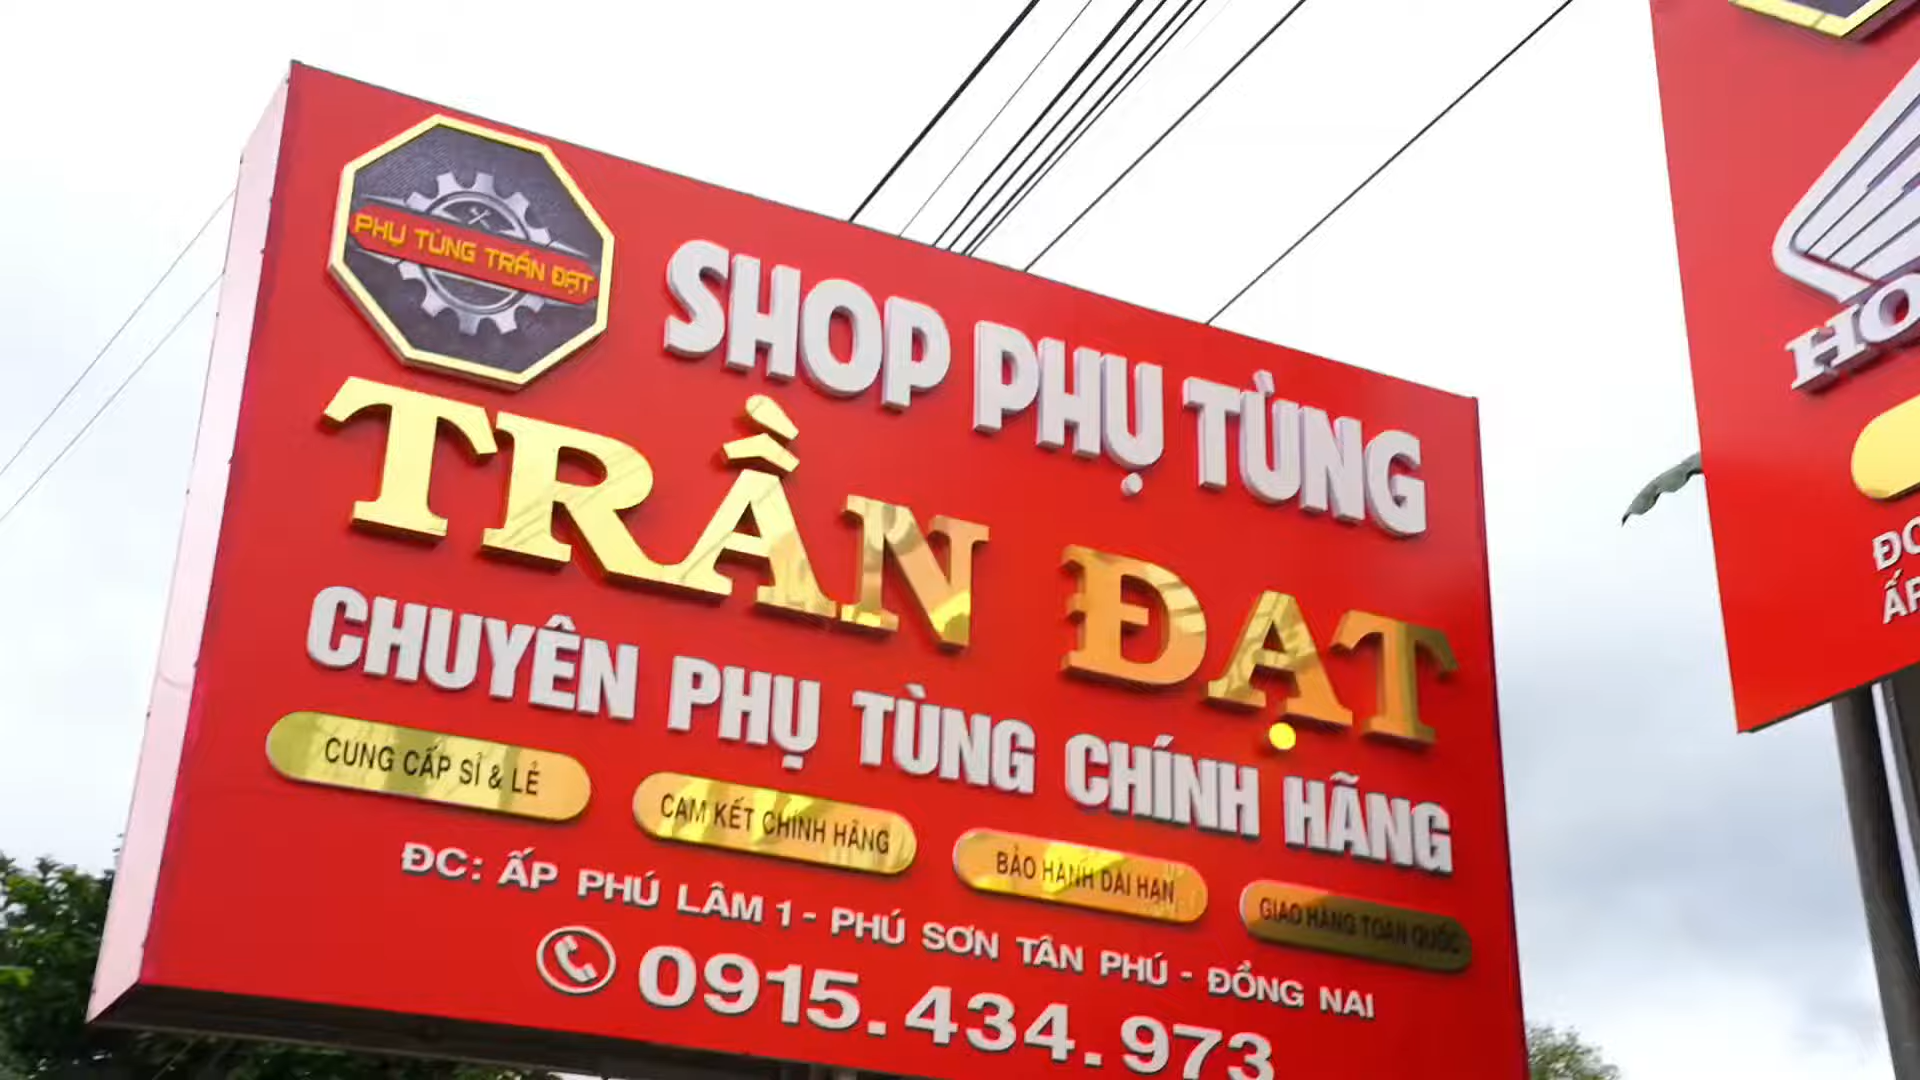 PHỤ TÙNG TRẦN ĐẠT
SHOP PHỤ TÙNG
TRẦN ĐẠT
CHUYÊN PHỤ TÙNG CHÍNH HÃNG
CUNG CẤP SỈ & LẺ
CAM KẾT CHÍNH HÃNG
BẢO HÀNH DÀI HẠN
GIAO HÀNG TOÀN QUỐC
ĐC: ẤP PHÚ LÂM 1 - PHÚ SƠN TÂN PHÚ - ĐỒNG NAI
0915.434.973